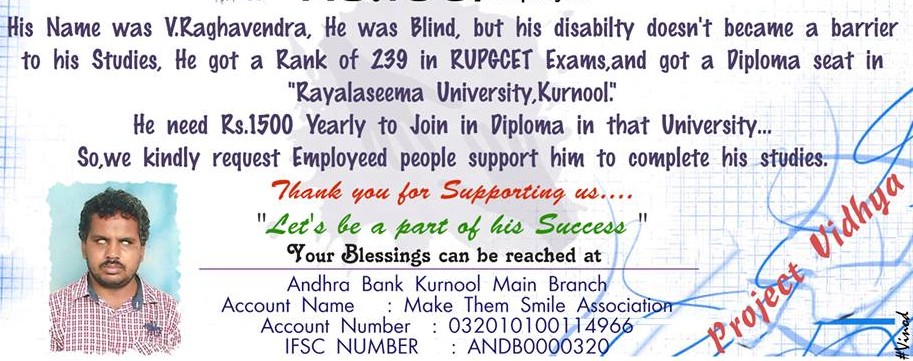 His Name was V.Raghavendra, He was Blind, but his disabilty doesn't became a barrier
to his Studies, He got a Rank of 239 in RUPGCET Exams,and got a Diploma seat in
"Rayalaseema University,Kurnool."
He need Rs.1500 Yearly to Join in Diploma in that University...
So,we kindly request Employeed people support him to complete his studies.
Thank you for Supporting us....
"Let's be a part of his Success "
Your Blessings can be reached at
Andhra Bank Kurnool Main Branch
Account Name : Make Them Smile Association
Account Number : 032010100114966
IFSC NUMBER : ANDB0000320
Project Vidhya
Vinod